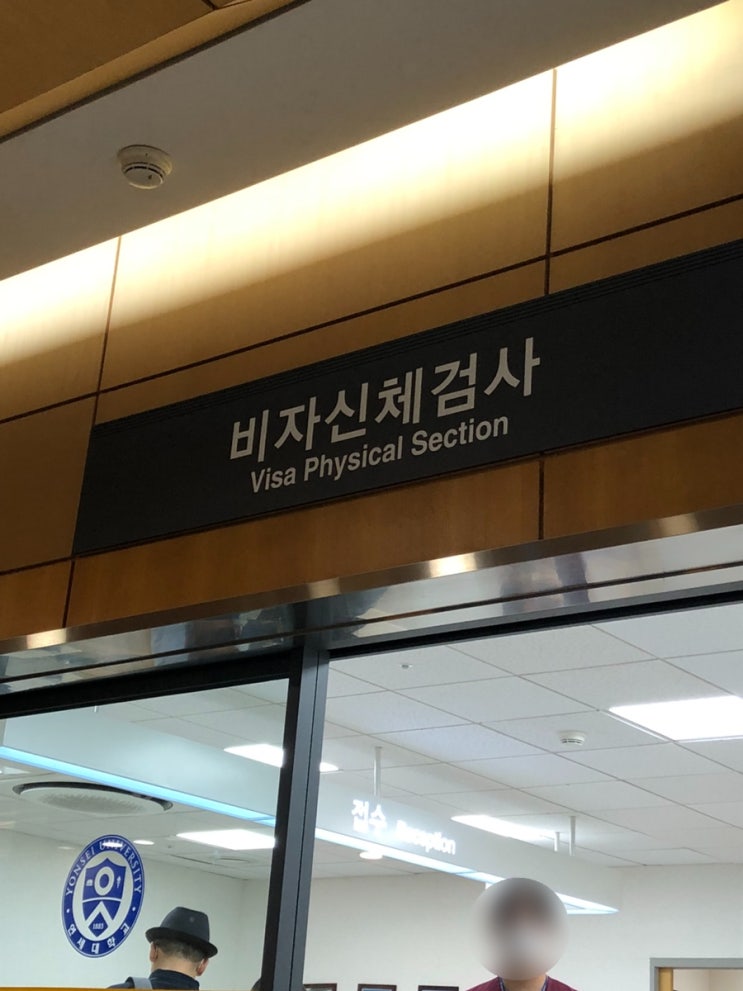 비자신체검사
Visa Physical Section
접수 Reception
YONSEI UNIVERSITY
1885
연세대학교